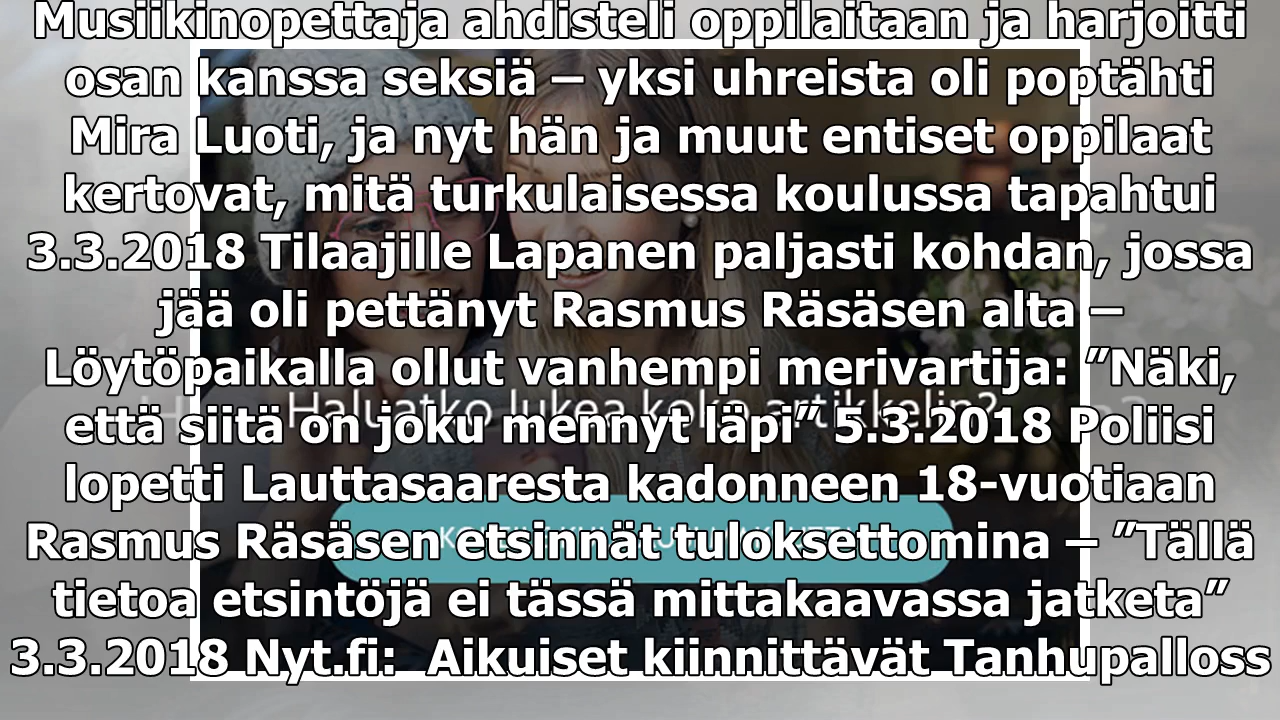 Musiikinopettaja ahdisteli oppilaitaan ja harjoitti
osan kanssa seksiä – yksi uhreista oli poptähti
Mira Luoti, ja nyt hän ja muut entiset oppilaat
kertovat, mitä turkulaisessa koulussa tapahtui
3.3.2018 Tilaajille Lapanen paljasti kohdan, jossa
jää oli pettänyt Rasmus Räsäsen alta –
Löytöpaikalla ollut vanhempi merivartija: ”Näki,
Haluatko lukea koko artikkelin?
että siitä on joku mennyt läpi” 5.3.2018 Poliisi
lopetti Lauttasaaresta kadonneen 18-vuotiaan
Rasmus Räsäsen etsinnät tuloksettomina – ”Tällä
tietoa etsintöjä ei tässä mittakaavassa jatketa”
3.3.2018 Nyt.fi:  Aikuiset kiinnittävät Tanhupalloss